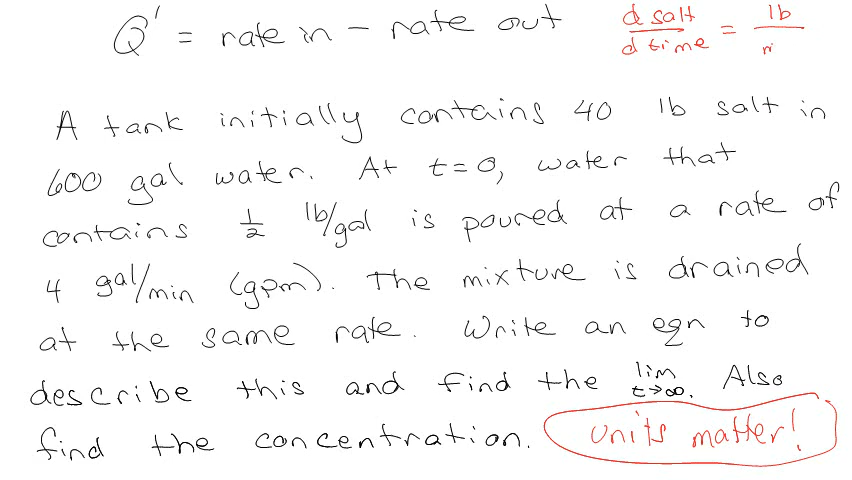 Q' = rate in - rate out
d salt / d time = lb /
A tank initially contains 40 lb salt in
600 gal water. At t=0, water that
contains 1/2 lb/gal is poured at a rate of
4 gal/min (gpm). The mixture is drained
at the same rate. Write an eqn to
describe this and find the lim t→∞. Also
find the concentration. units matter!